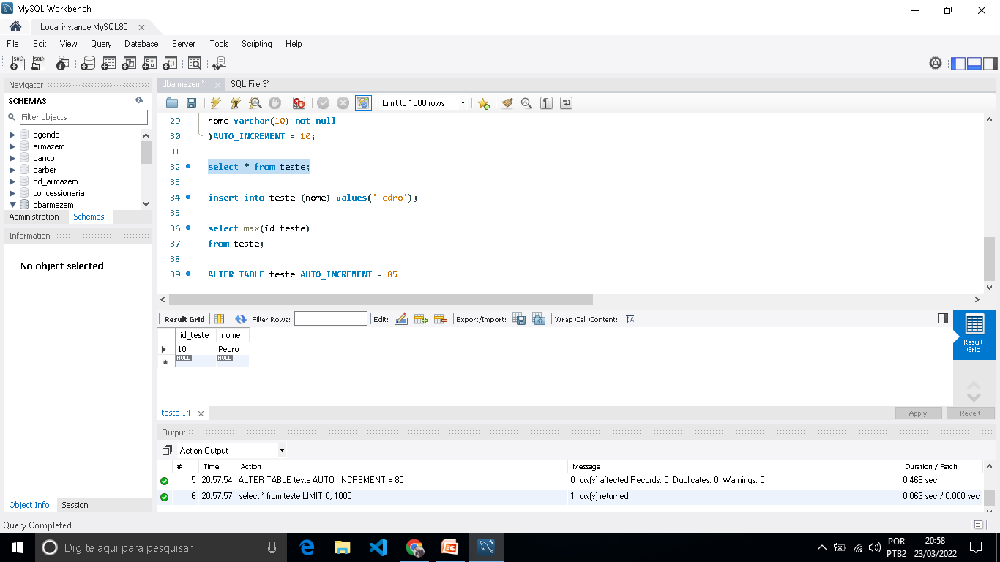 MySQL Workbench
Local instance MySQL80
File Edit View Query Database Server Tools Scripting Help
Navigator
SCHEMAS
Filter objects
agenda
armazem
banco
barber
bd_armazem
concessionaria
dbarmazem
Administration Schemas
Information
No object selected
Object Info Session
dbarmazem* SQL File 3*
Limit to 1000 rows
29 nome varchar(10) not null
30 )AUTO_INCREMENT = 10;
31
32 select * from teste;
33
34 insert into teste (nome) values('Pedro');
35
36 select max(id_teste)
37 from teste;
38
39 ALTER TABLE teste AUTO_INCREMENT = 85
Result Grid Filter Rows: Edit: Export/Import: Wrap Cell Content:
id_teste nome
10 Pedro
NULL NULL
Result
Grid
teste 14
Apply Revert
Output
Action Output
# Time Action Message Duration / Fetch
5 20:57:54 ALTER TABLE teste AUTO_INCREMENT = 85 0 row(s) affected Records: 0 Duplicates: 0 Warnings: 0 0.469 sec
6 20:57:57 select * from teste LIMIT 0, 1000 1 row(s) returned 0.063 sec / 0.000 sec
Query Completed
Digite aqui para pesquisar
POR
PTB2
20:58
23/03/2022